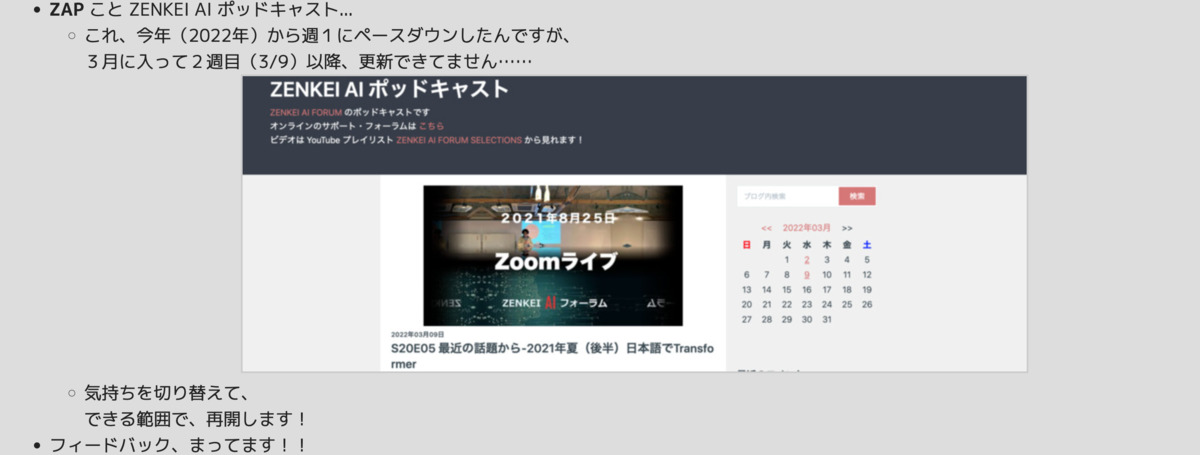 ZAP こと ZENKEI AI ポッドキャスト...
これ、今年（2022年）から週１にペースダウンしたんですが、
３月に入って２週目（3/9）以降、更新できてません……
ZENKEI AI ポッドキャスト
ZENKEI AI FORUM のポッドキャストです
オンラインのサポート・フォーラムは こちら
ビデオは YouTube プレイリスト ZENKEI AI FORUM SELECTIONS から見れます！
２０２１年８月２５日
Zoomライブ
ZENKEI AI フォーラム
2022年03月09日
S20E05 最近の話題から-2021年夏（後半）日本語でTransfo
rmer
ブログ内検索 検索
<< 2022年03月 >>
日 月 火 水 木 金 土
1 2 3 4 5
6 7 8 9 10 11 12
13 14 15 16 17 18 19
20 21 22 23 24 25 26
27 28 29 30 31
気持ちを切り替えて、
できる範囲で、再開します！
フィードバック、まってます！！